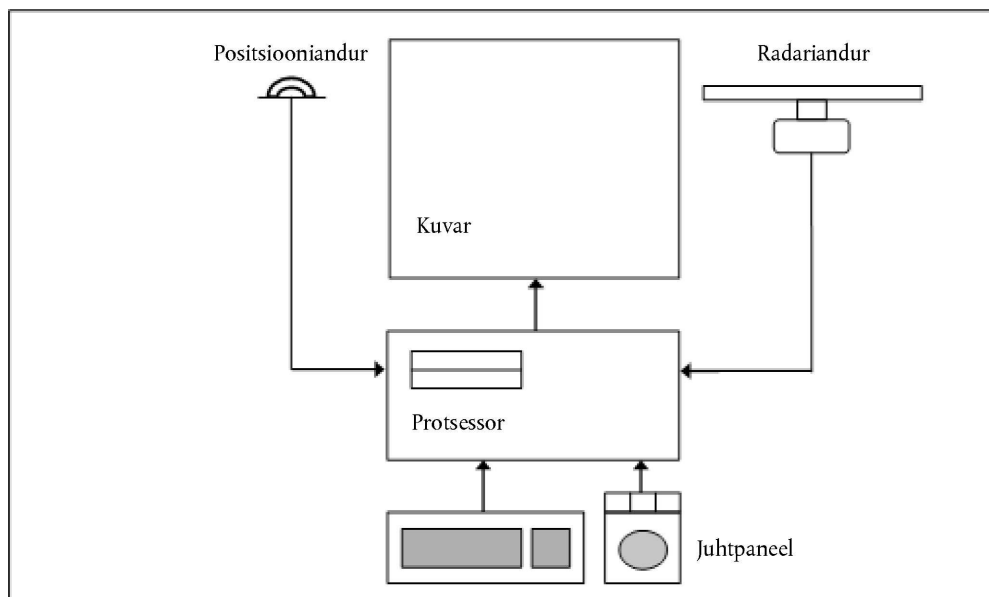 Positsiooniandur
Radariandur
Kuvar
Protsessor
Juhtpaneel